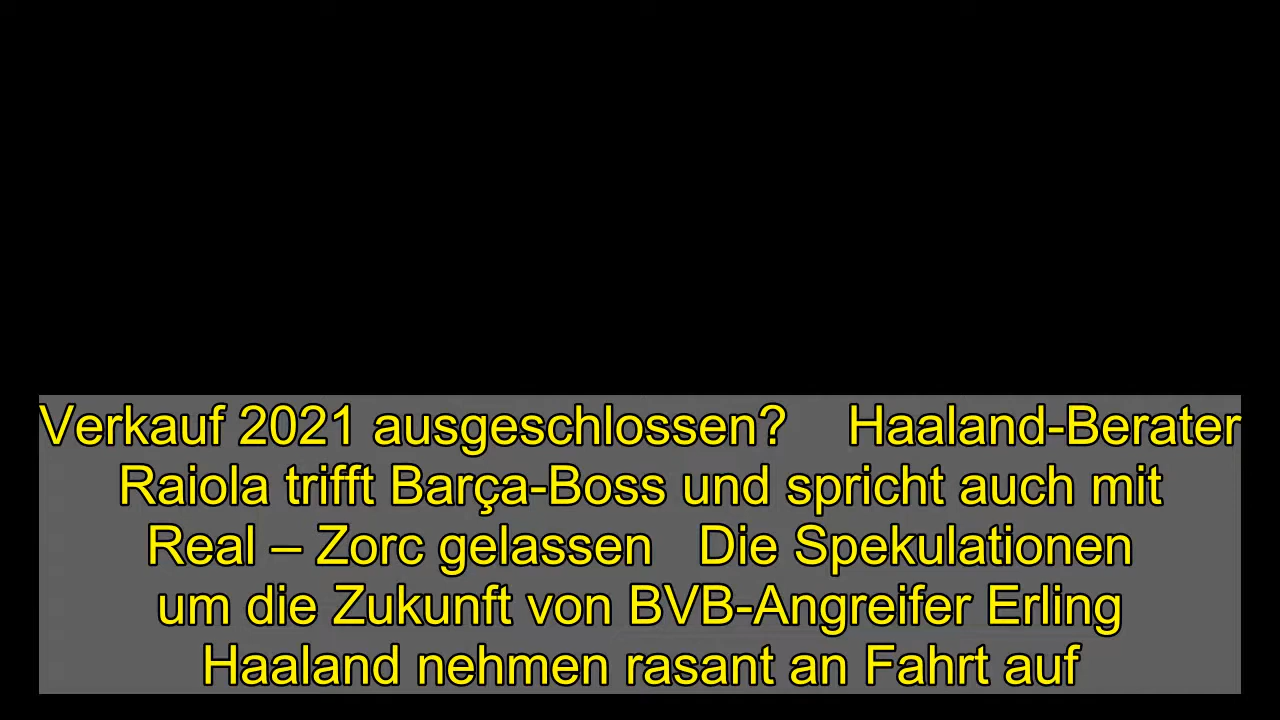 Verkauf 2021 ausgeschlossen? Haaland-Berater
Raiola trifft Barça-Boss und spricht auch mit
Real – Zorc gelassen Die Spekulationen
um die Zukunft von BVB-Angreifer Erling
Haaland nehmen rasant an Fahrt auf